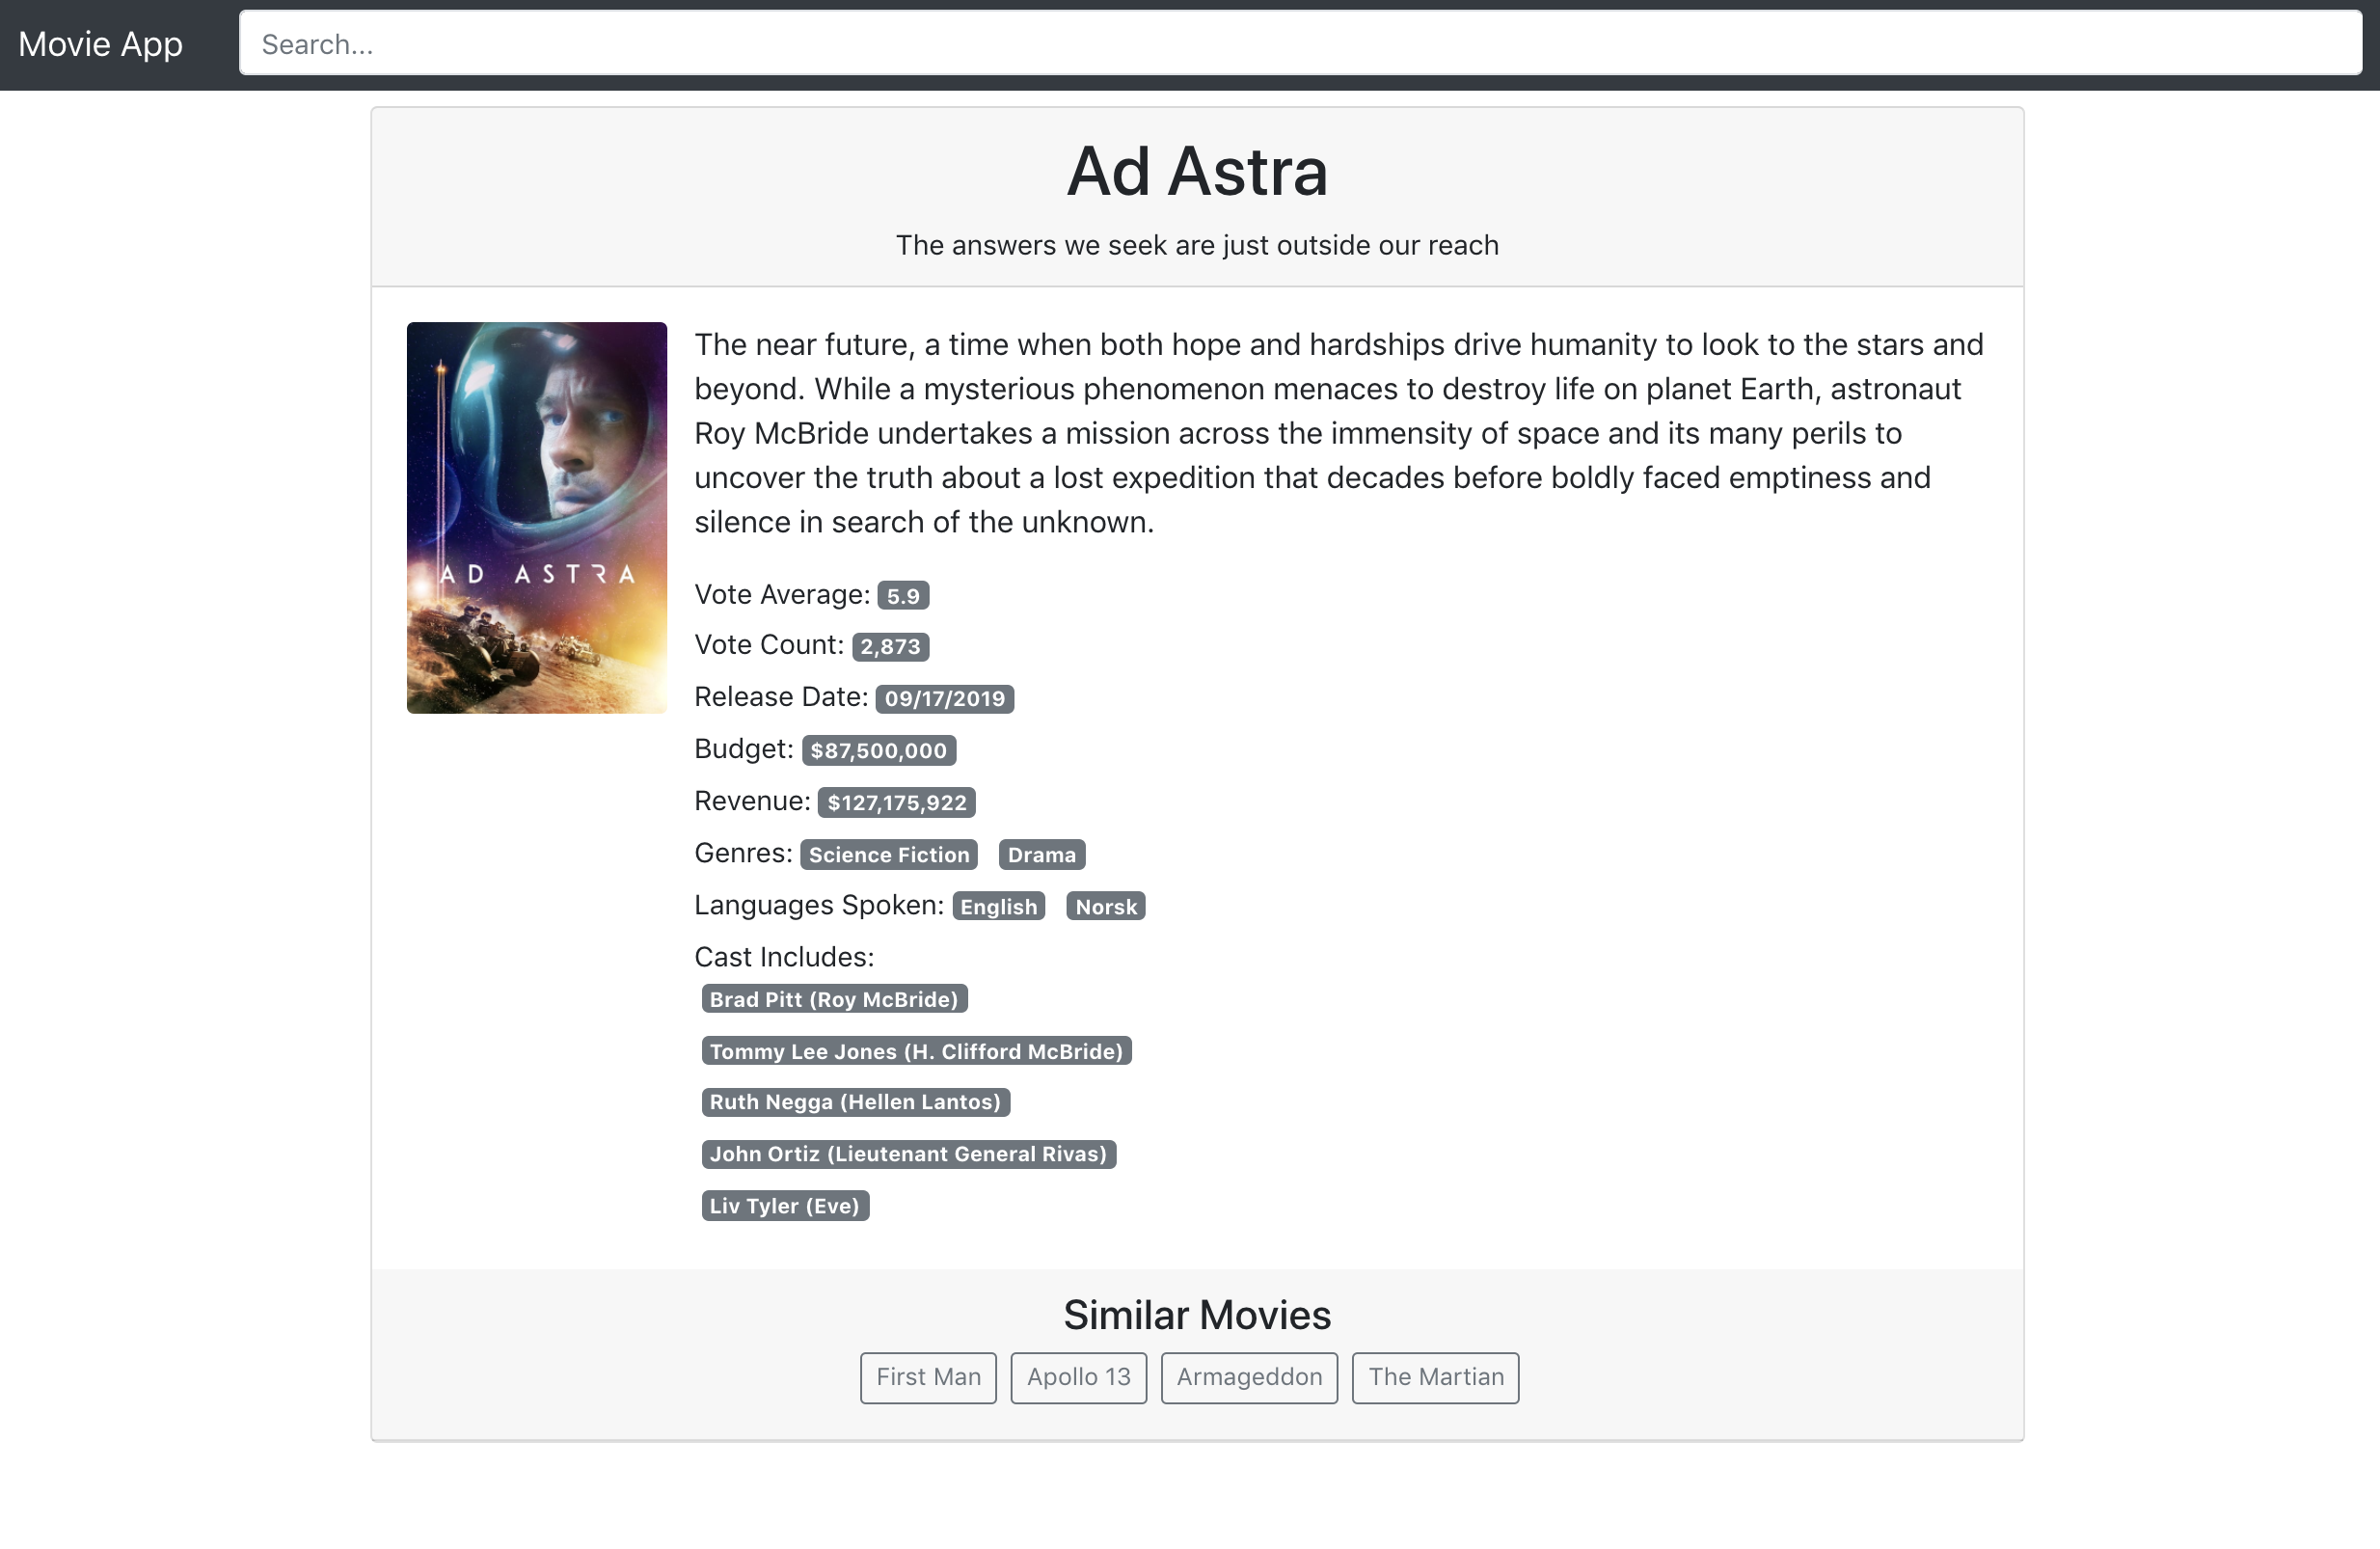 Movie App
Search...
Ad Astra
The answers we seek are just outside our reach
AD ASTRA
The near future, a time when both hope and hardships drive humanity to look to the stars and
beyond. While a mysterious phenomenon menaces to destroy life on planet Earth, astronaut
Roy McBride undertakes a mission across the immensity of space and its many perils to
uncover the truth about a lost expedition that decades before boldly faced emptiness and
silence in search of the unknown.
Vote Average: 5.9
Vote Count: 2,873
Release Date: 09/17/2019
Budget: $87,500,000
Revenue: $127,175,922
Genres: Science Fiction Drama
Languages Spoken: English Norsk
Cast Includes:
Brad Pitt (Roy McBride)
Tommy Lee Jones (H. Clifford McBride)
Ruth Negga (Hellen Lantos)
John Ortiz (Lieutenant General Rivas)
Liv Tyler (Eve)
Similar Movies
First Man Apollo 13 Armageddon The Martian